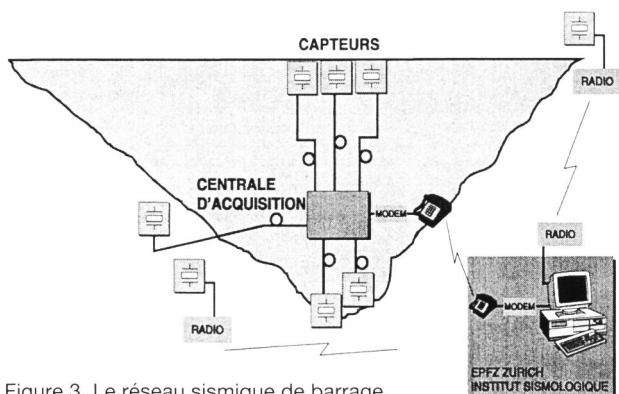 CAPTEURS
RADIO
CENTRALE
D'ACQUISITION
MODEM
RADIO
RADIO
MODEM
EPFZ ZURICH
INSTITUT SISMOLOGIQUE
Figure 3. Le réseau sismique de barrage